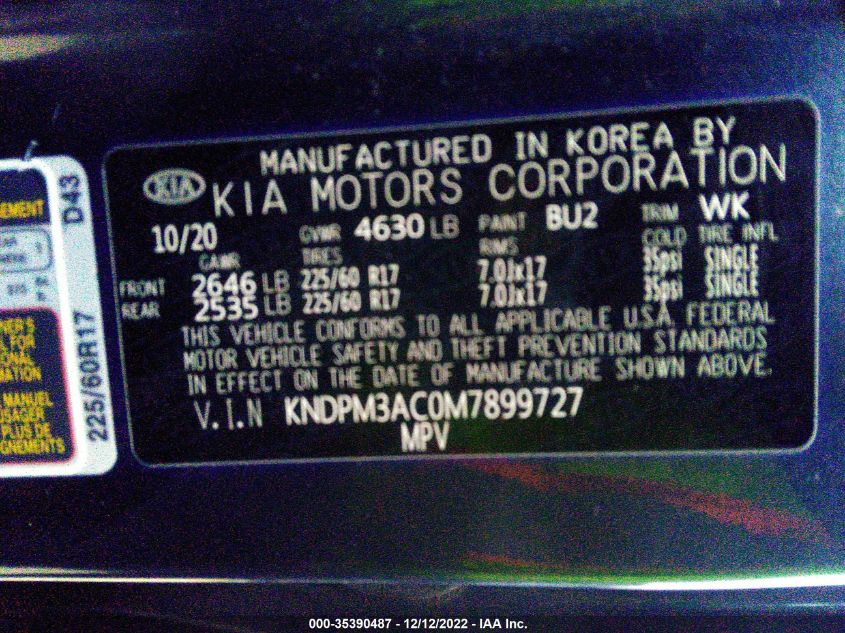 MANUFACTURED IN KOREA BY
KIA KIA MOTORS CORPORATION
10/20 GVWR 4630 LB PAINT BU2 TRIM WK
GAWR TIRES RIMS COLD TIRE INFL
FRONT 2646 LB 225/60 R17 7.0Jx17 35psi SINGLE
REAR 2535 LB 225/60 R17 7.0Jx17 35psi SINGLE
THIS VEHICLE CONFORMS TO ALL APPLICABLE U.S.A. FEDERAL
MOTOR VEHICLE SAFETY AND THEFT PREVENTION STANDARDS
IN EFFECT ON THE DATE OF MANUFACTURE SHOWN ABOVE.
V.I.N KNDPM3AC0M7899727
MPV
D43
225/60R17
MANUEL
PLUS DE
000-35390487 - 12/12/2022 - IAA Inc.